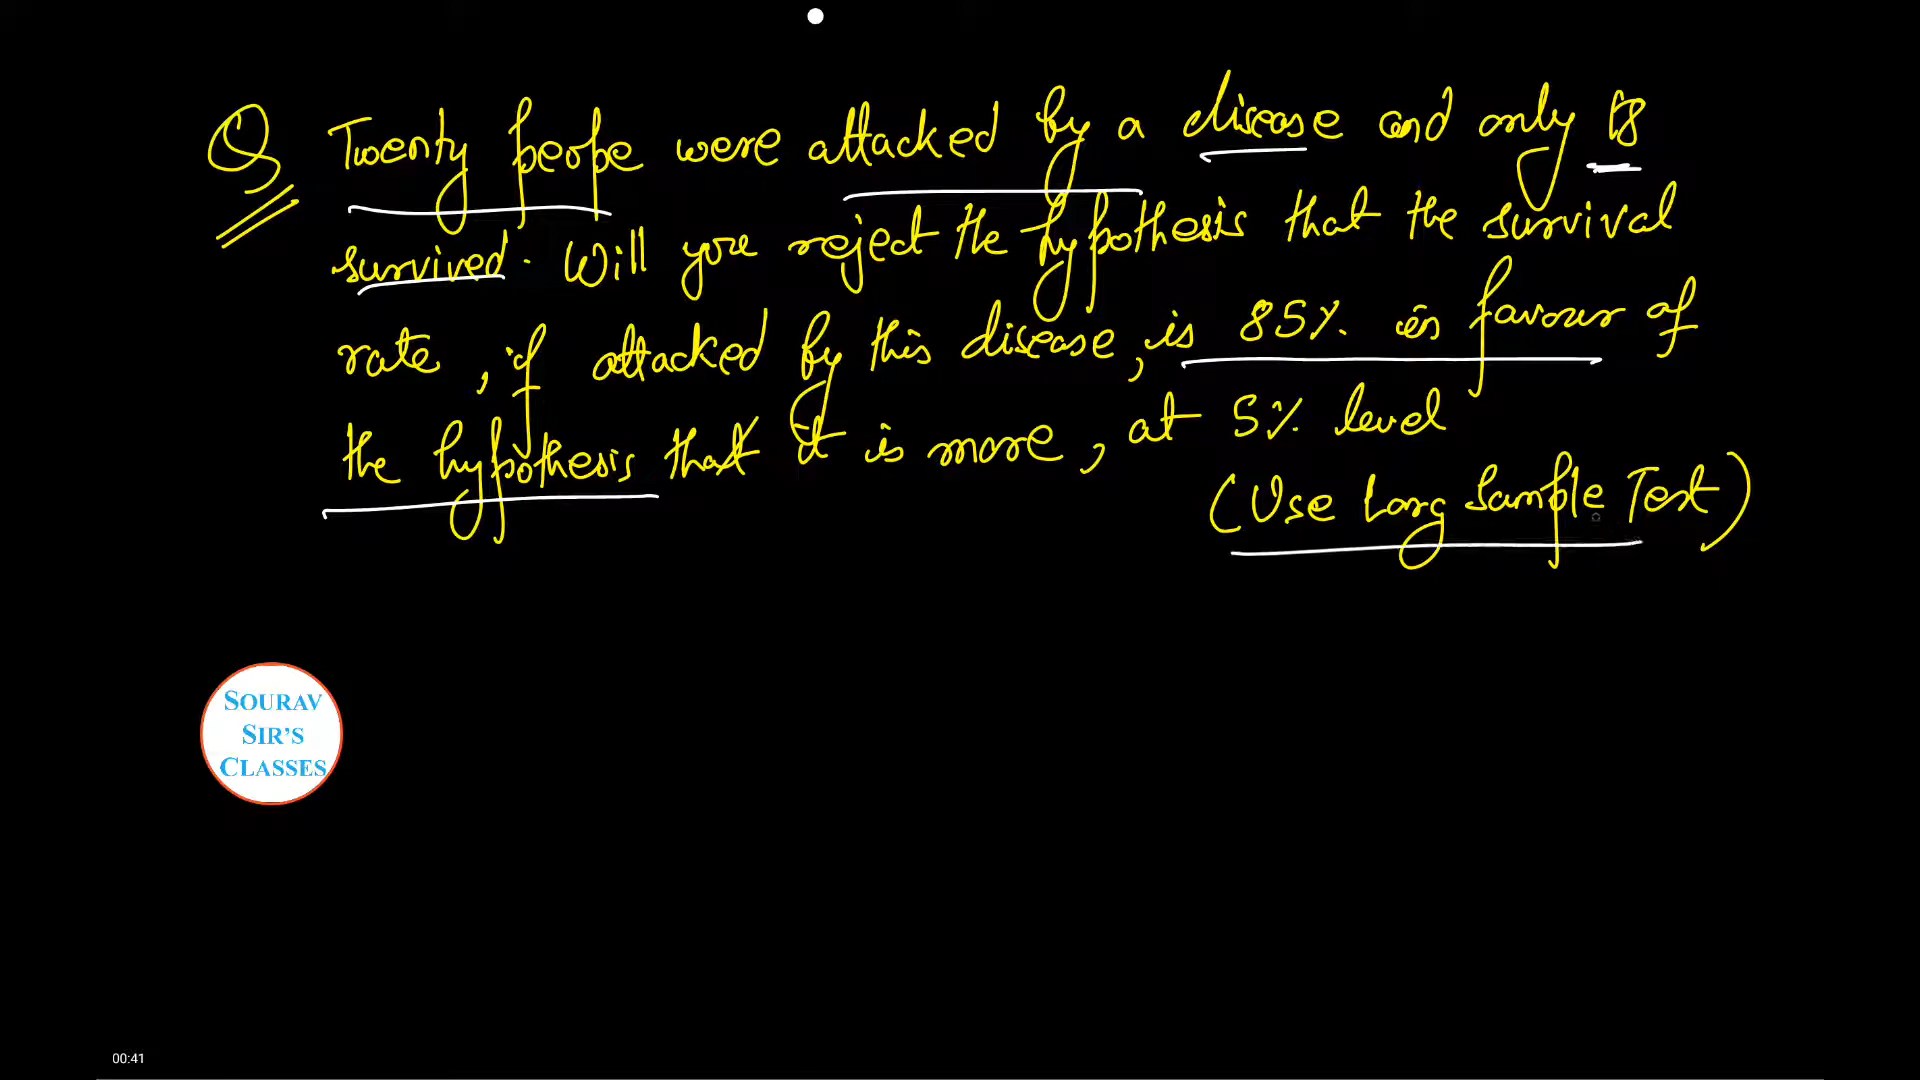 Q Twenty peope were attacked by a disease and only 18
survived. Will you reject the hypothesis that the survival
rate, if attacked by this disease, is 85% in favour of
the hypothesis that it is more, at 5% level
(Use Larg Sample Test)
SOURAV
SIR'S
CLASSES
00:41